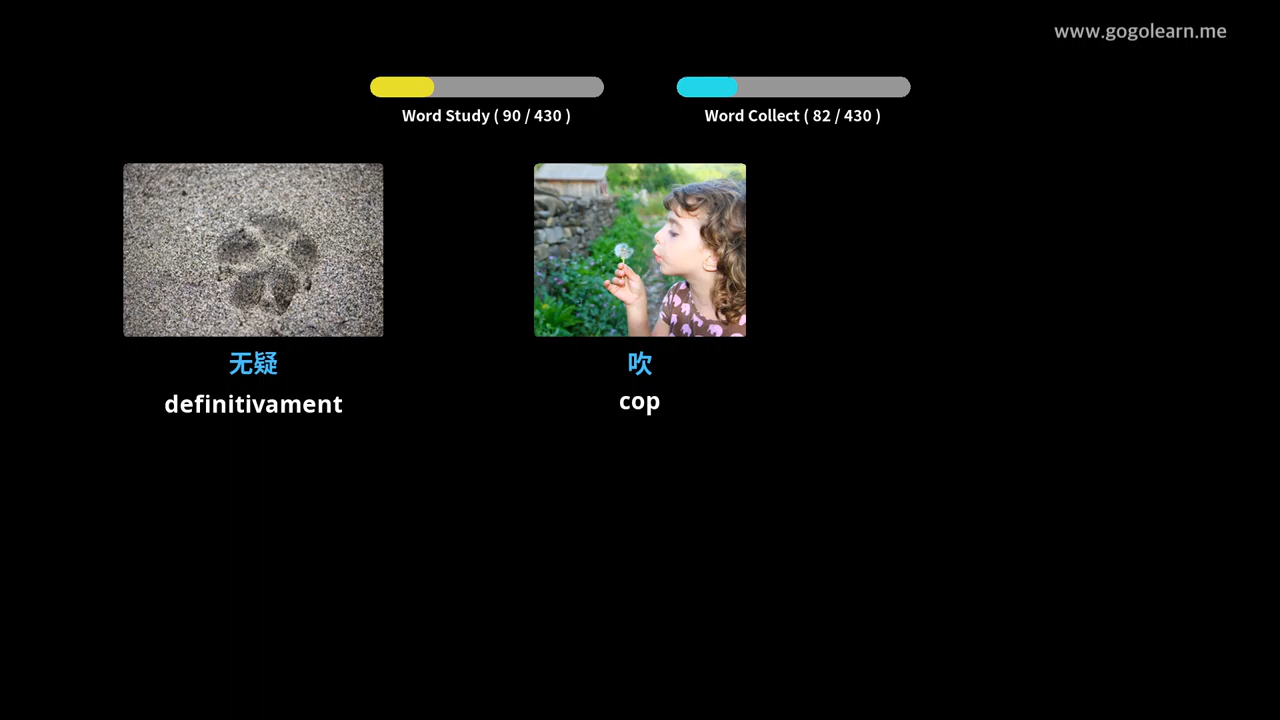 www.gogolearn.me
Word Study ( 90 / 430 )
Word Collect ( 82 / 430 )
无疑
definitivament
吹
cop